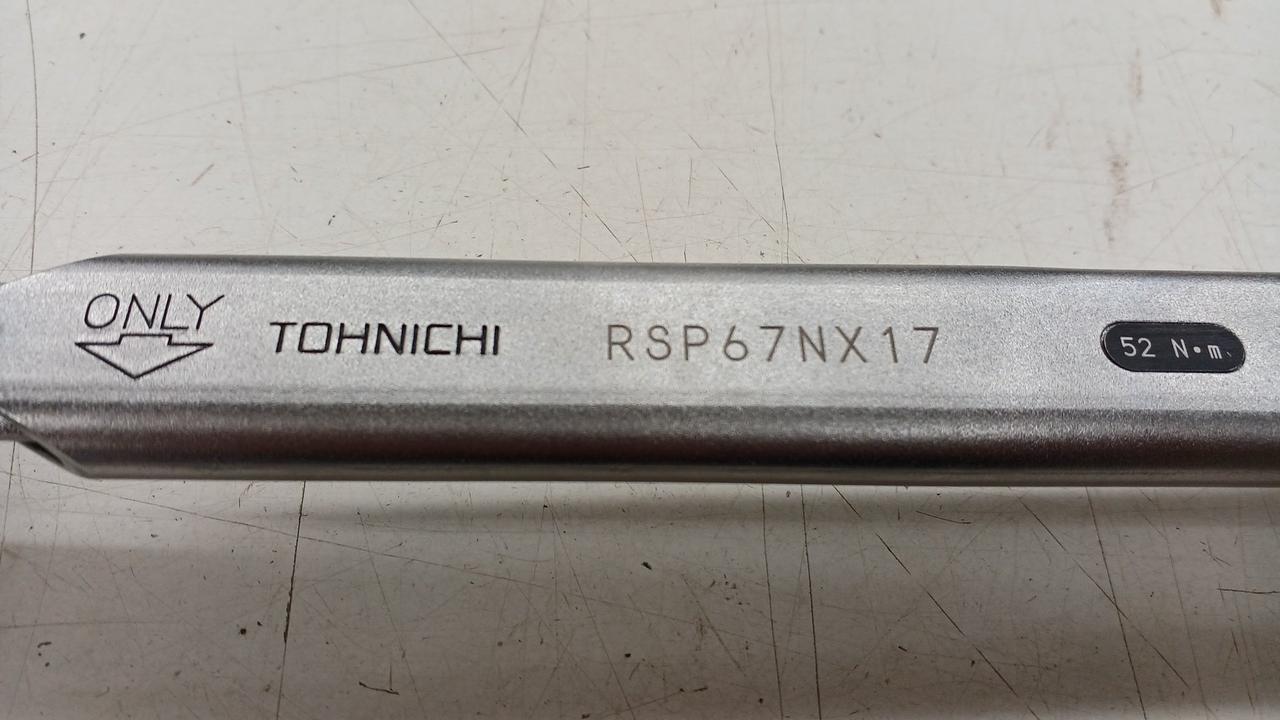 ONLY
TOHNICHI
RSP67NX17
52 N•m